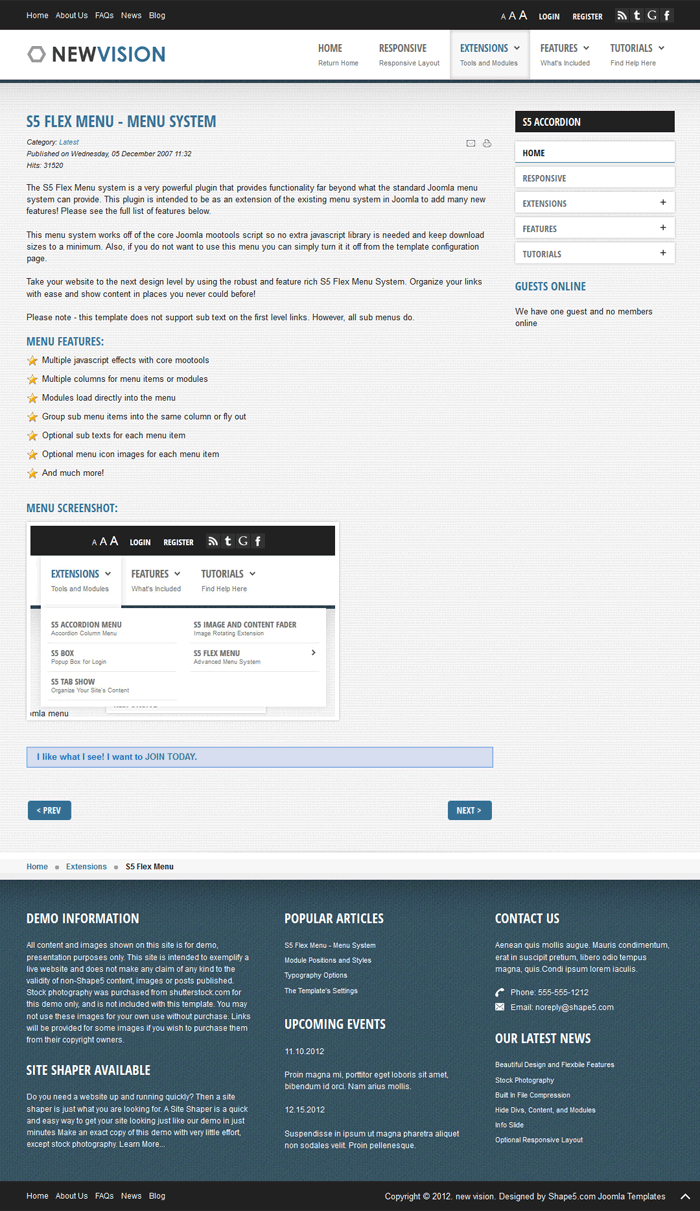 Home About Us FAQs News Blog
A A A LOGIN REGISTER
NEWVISION
HOME RESPONSIVE EXTENSIONS FEATURES TUTORIALS
Return Home Responsive Layout Tools and Modules What's Included Find Help Here
S5 FLEX MENU - MENU SYSTEM
Category: Latest
Published on Wednesday, 05 December 2007 11:32
Hits: 31520
The S5 Flex Menu system is a very powerful plugin that provides functionality far beyond what the standard Joomla menu
system can provide. This plugin is intended to be as an extension of the existing menu system in Joomla to add many new
features! Please see the full list of features below.
This menu system works off of the core Joomla mootools script so no extra javascript library is needed and keep download
sizes to a minimum. Also, if you do not want to use this menu you can simply turn it it off from the template configuration
page.
Take your website to the next design level by using the robust and feature rich S5 Flex Menu System. Organize your links
with ease and show content in places you never could before!
Please note - this template does not support sub text on the first level links. However, all sub menus do.
MENU FEATURES:
Multiple javascript effects with core mootools
Multiple columns for menu items or modules
Modules load directly into the menu
Group sub menu items into the same column or fly out
Optional sub texts for each menu item
Optional menu icon images for each menu item
And much more!
MENU SCREENSHOT:
A A A LOGIN REGISTER
EXTENSIONS FEATURES TUTORIALS
Tools and Modules What's Included Find Help Here
S5 ACCORDION MENU S5 IMAGE AND CONTENT FADER
Accordion Column Menu Image Rotating Extension
S5 BOX S5 FLEX MENU
Popup Box for Login Advanced Menu System
S5 TAB SHOW
Organize Your Site's Content
omla menu
I like what I see! I want to JOIN TODAY.
< PREV NEXT >
S5 ACCORDION
HOME
RESPONSIVE
EXTENSIONS +
FEATURES +
TUTORIALS +
GUESTS ONLINE
We have one guest and no members
online
Home Extensions S5 Flex Menu
DEMO INFORMATION
All content and images shown on this site is for demo,
presentation purposes only. This site is intended to exemplify a
live website and does not make any claim of any kind to the
validity of non-Shape5 content, images or posts published.
Stock photography was purchased from shutterstock.com for
this demo only, and is not included with this template. You may
not use these images for your own use without purchase. Links
will be provided for some images if you wish to purchase them
from their copyright owners.
SITE SHAPER AVAILABLE
Do you need a website up and running quickly? Then a site
shaper is just what you are looking for. A Site Shaper is a quick
and easy way to get your site looking just like our demo in just
minutes Make an exact copy of this demo with very little effort,
except stock photography. Learn More...
POPULAR ARTICLES
S5 Flex Menu - Menu System
Module Positions and Styles
Typography Options
The Template's Settings
UPCOMING EVENTS
11.10.2012
Proin magna mi, porttitor eget loboris sit amet,
bibendum id orci. Nam arius mollis.
12.15.2012
Suspendisse in ipsum ut magna pharetra aliquet
non sodales velit. Proin pellenesque.
CONTACT US
Aenean quis mollis augue. Mauris condimentum,
erat in suscipit pretium, libero odio tempus
magna, quis.Condi ipsum lorem iaculis.
Phone: 555-555-1212
Email: noreply@shape5.com
OUR LATEST NEWS
Beautiful Design and Flexbile Features
Stock Photography
Built In File Compression
Hide Divs, Content, and Modules
Info Slide
Optional Responsive Layout
Home About Us FAQs News Blog
Copyright © 2012. new vision. Designed by Shape5.com Joomla Templates